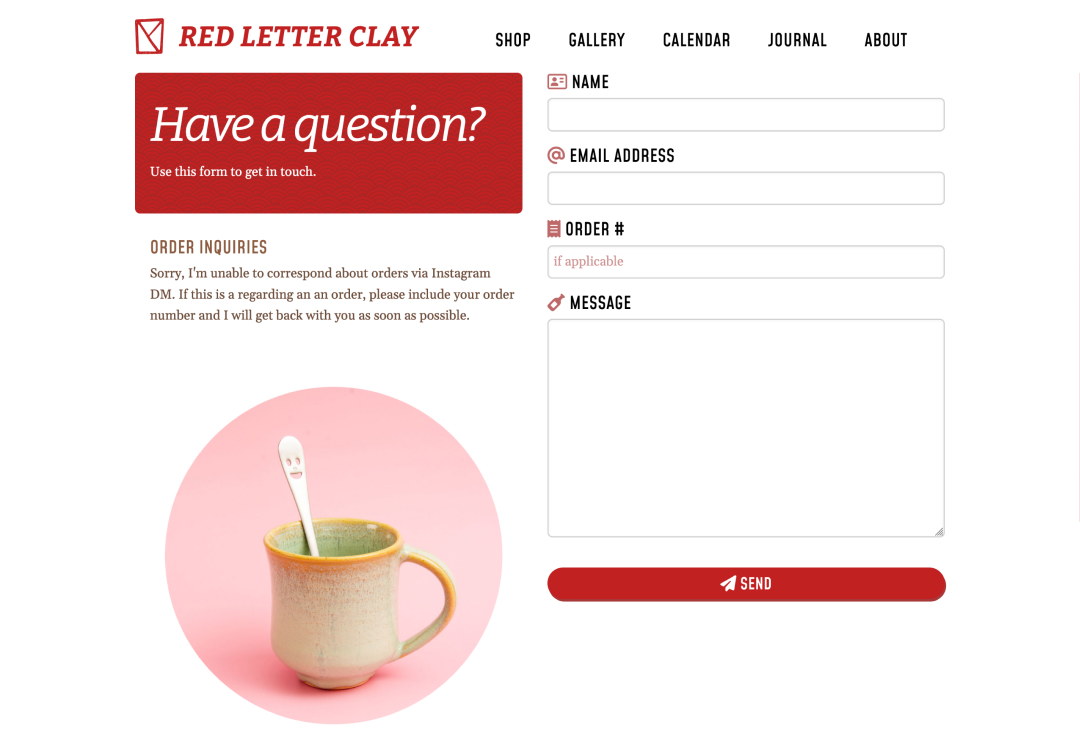 RED LETTER CLAY
SHOP
GALLERY
CALENDAR
JOURNAL
ABOUT
Have a question?
Use this form to get in touch.
ORDER INQUIRIES
Sorry, I'm unable to correspond about orders via Instagram
DM. If this is a regarding an an order, please include your order
number and I will get back with you as soon as possible.
NAME
EMAIL ADDRESS
ORDER #
if applicable
MESSAGE
SEND